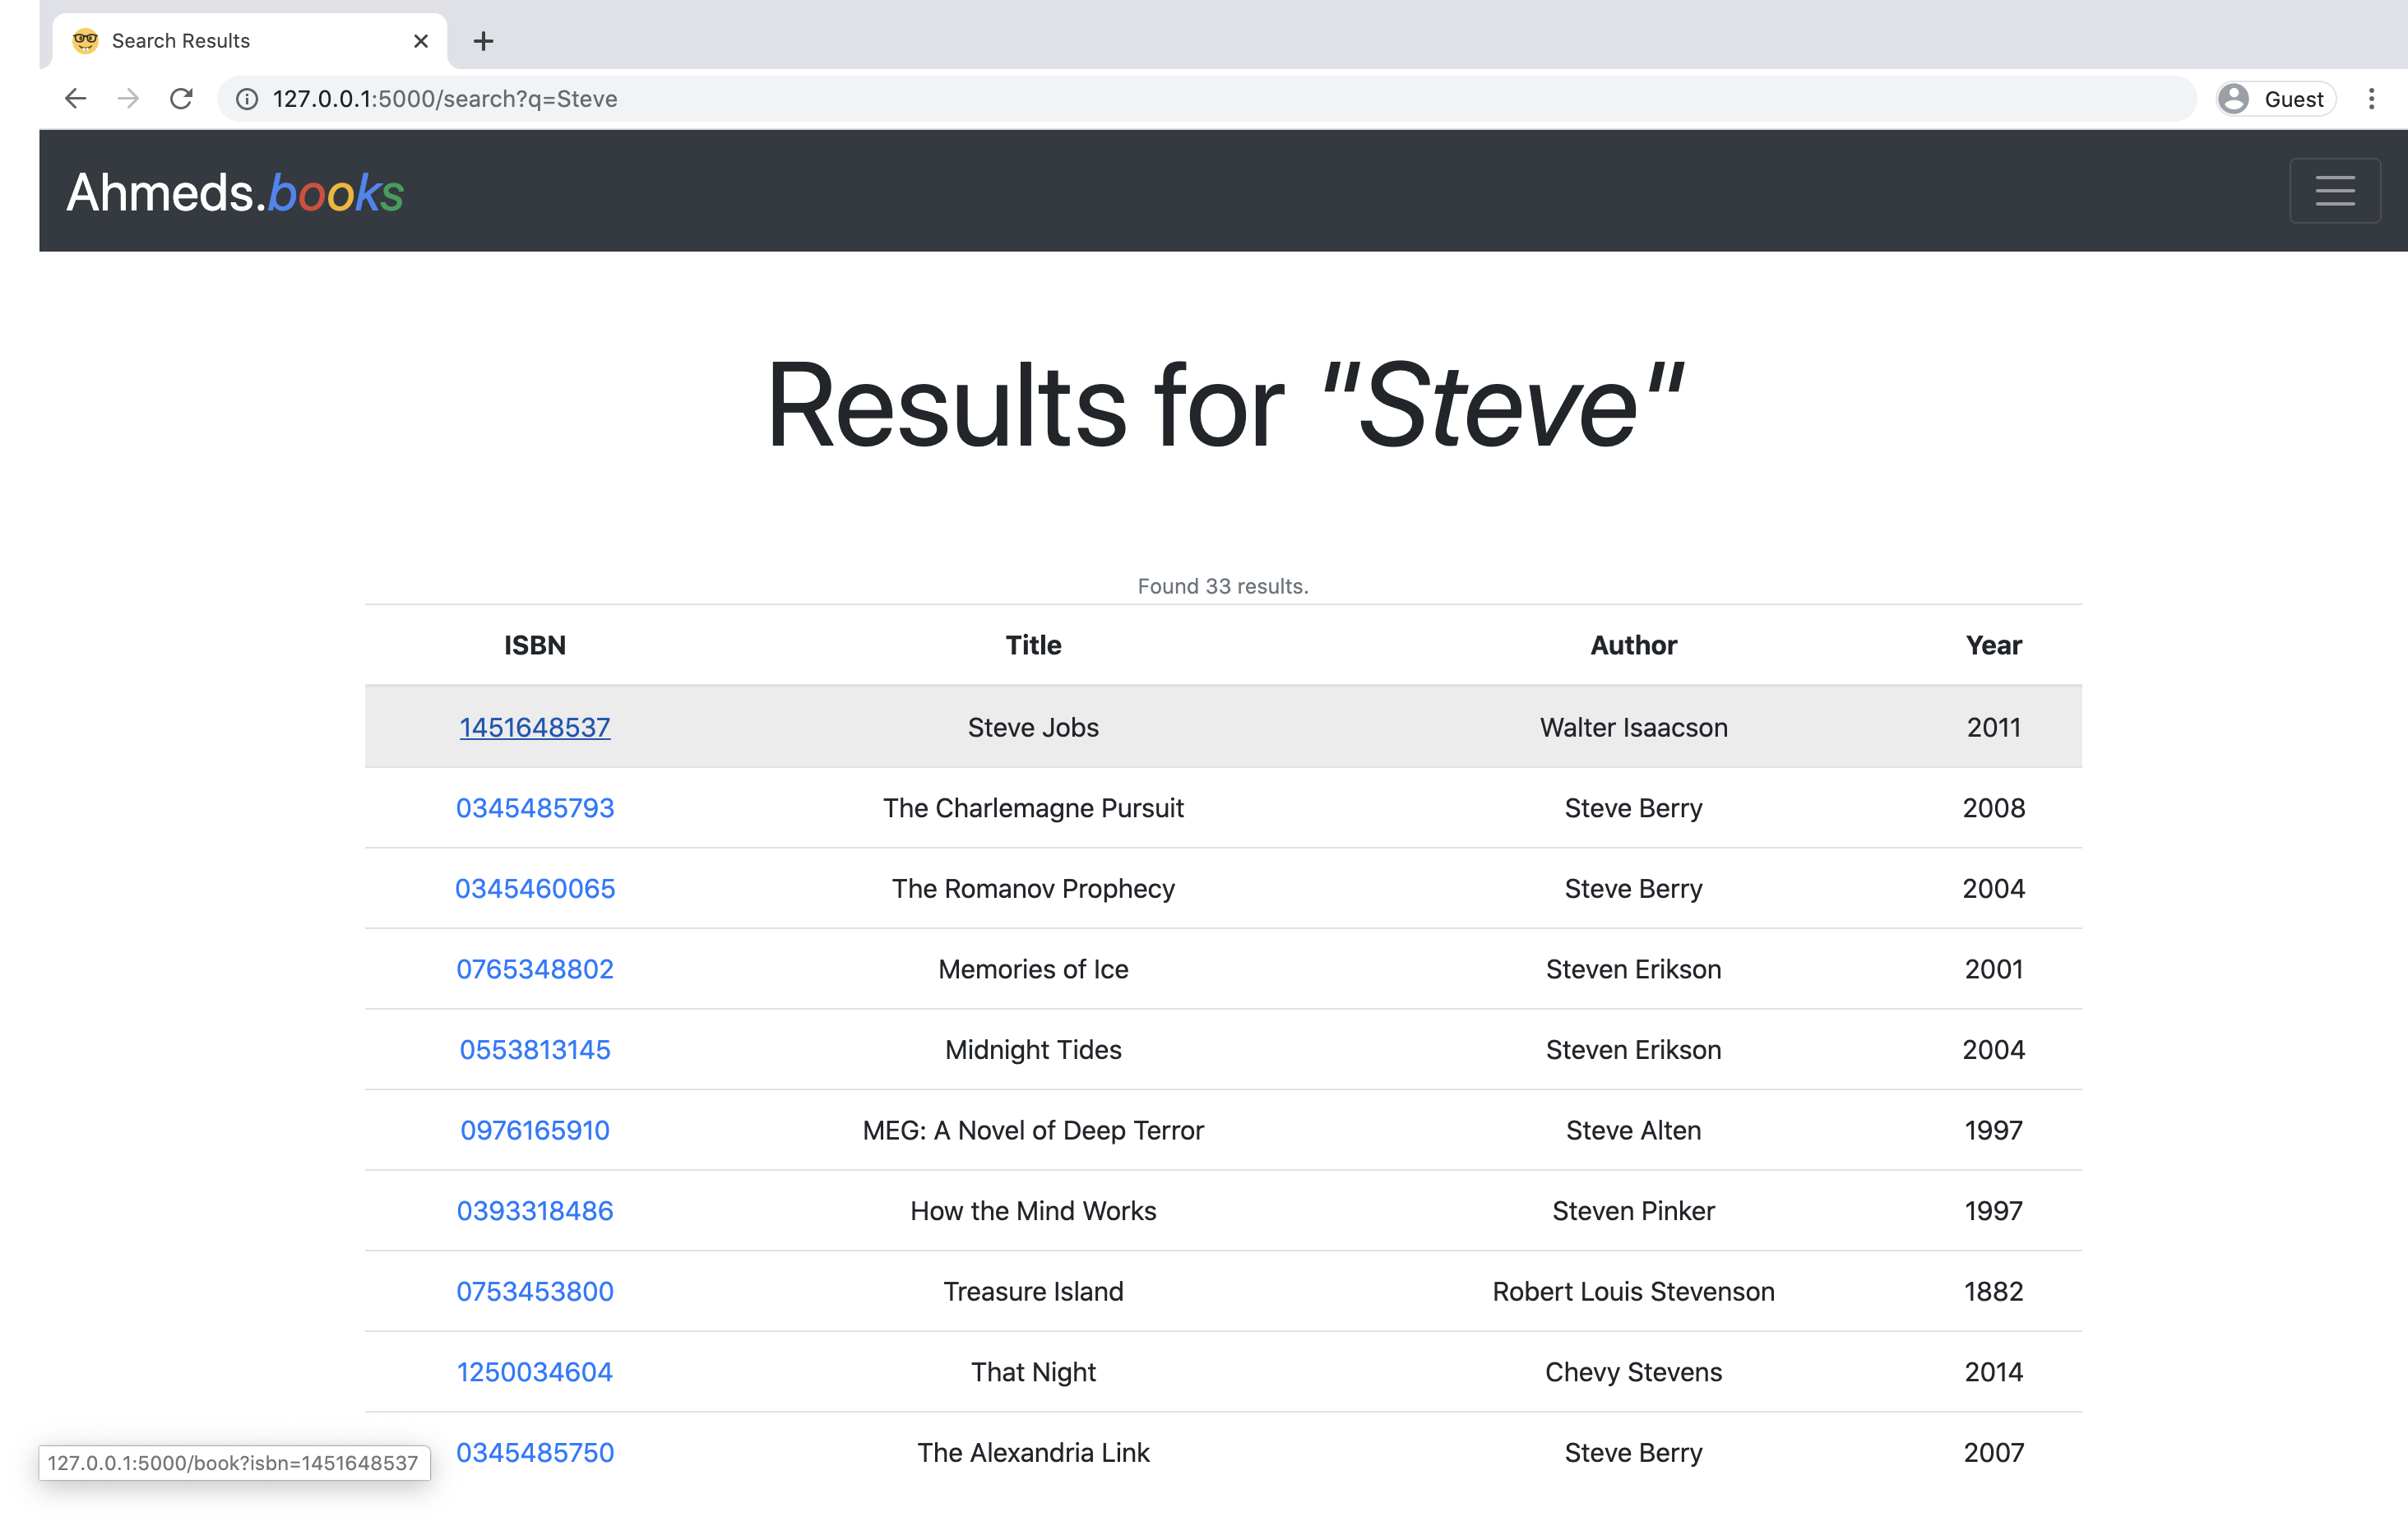 Search Results
127.0.0.1:5000/search?q=Steve
Guest
Ahmeds.books
Results for "Steve"
Found 33 results.
ISBN Title Author Year
1451648537 Steve Jobs Walter Isaacson 2011
0345485793 The Charlemagne Pursuit Steve Berry 2008
0345460065 The Romanov Prophecy Steve Berry 2004
0765348802 Memories of Ice Steven Erikson 2001
0553813145 Midnight Tides Steven Erikson 2004
0976165910 MEG: A Novel of Deep Terror Steve Alten 1997
0393318486 How the Mind Works Steven Pinker 1997
0753453800 Treasure Island Robert Louis Stevenson 1882
1250034604 That Night Chevy Stevens 2014
0345485750 The Alexandria Link Steve Berry 2007
127.0.0.1:5000/book?isbn=1451648537